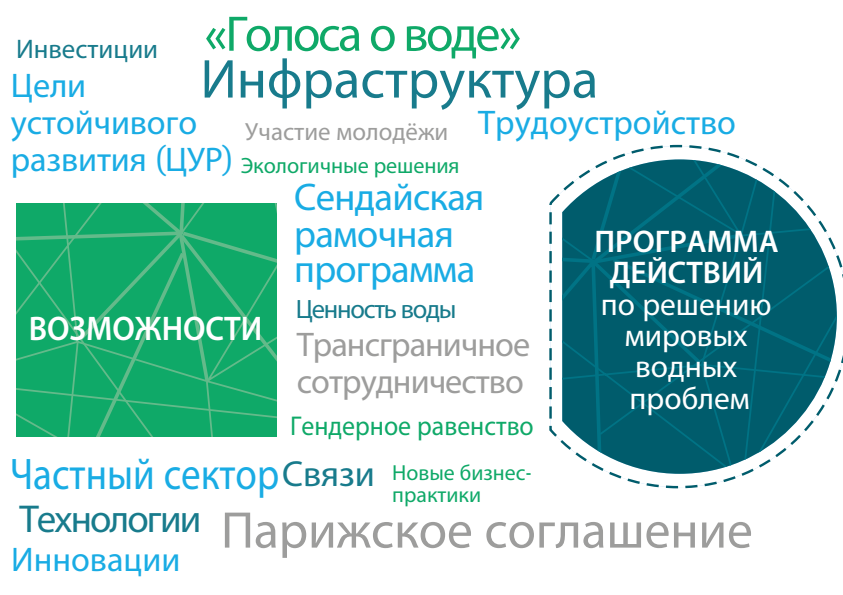 «Голоса о воде»
Инвестиции
Инфраструктура
Цели
устойчивого
развития (ЦУР)
Участие молодёжи
Трудоустройство
Экологичные решения
Сендайская
рамочная
программа
Ценность воды
Трансграничное
сотрудничество
Гендерное равенство
ВОЗМОЖНОСТИ
ПРОГРАММА
ДЕЙСТВИЙ
по решению
мировых
водных
проблем
Частный сектор
Связи
Новые бизнес-
практики
Технологии
Парижское соглашение
Инновации